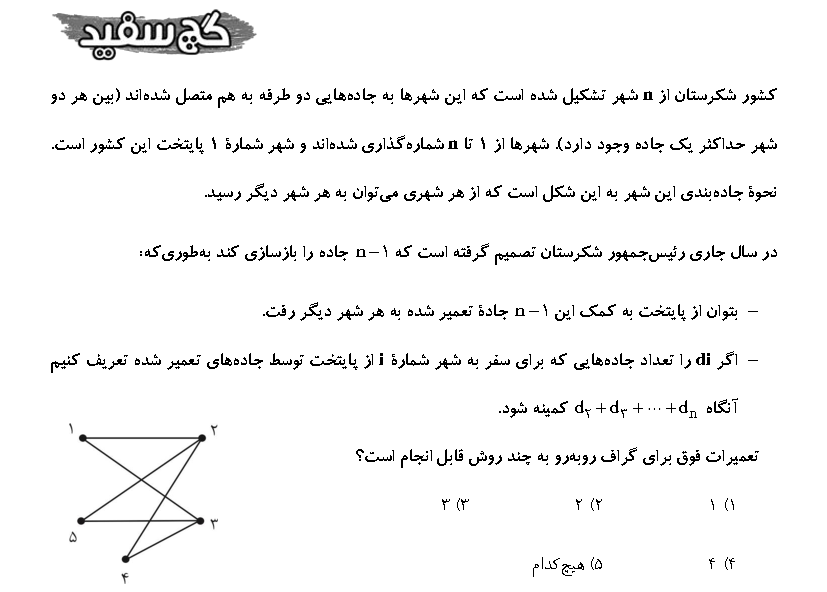 گچ سفید
کشور شکرستان از n شهر تشکیل شده است که این شهرها به جاده‌هایی دو طرفه به هم متصل شده‌اند (بین هر دو
شهر حداکثر یک جاده وجود دارد). شهرها از ۱ تا n شماره‌گذاری شده‌اند و شهر شمارهٔ ۱ پایتخت این کشور است.
نحوهٔ جاده‌بندی این شهر به این شکل است که از هر شهری می‌توان به هر شهر دیگر رسید.
در سال جاری رئیس‌جمهور شکرستان تصمیم گرفته است که n−۱ جاده را بازسازی کند به‌طوری‌که:
− بتوان از پایتخت به کمک این n−۱ جادهٔ تعمیر شده به هر شهر دیگر رفت.
− اگر di را تعداد جاده‌هایی که برای سفر به شهر شمارهٔ i از پایتخت توسط جاده‌های تعمیر شده تعریف کنیم
آنگاه d₂+d₃+⋯+dₙ کمینه شود.
تعمیرات فوق برای گراف روبه‌رو به چند روش قابل انجام است؟
۱) ۱ ۲) ۲ ۳) ۳
۴) ۴ ۵) هیچ‌کدام
۱ ۲
۵ ۳
۴